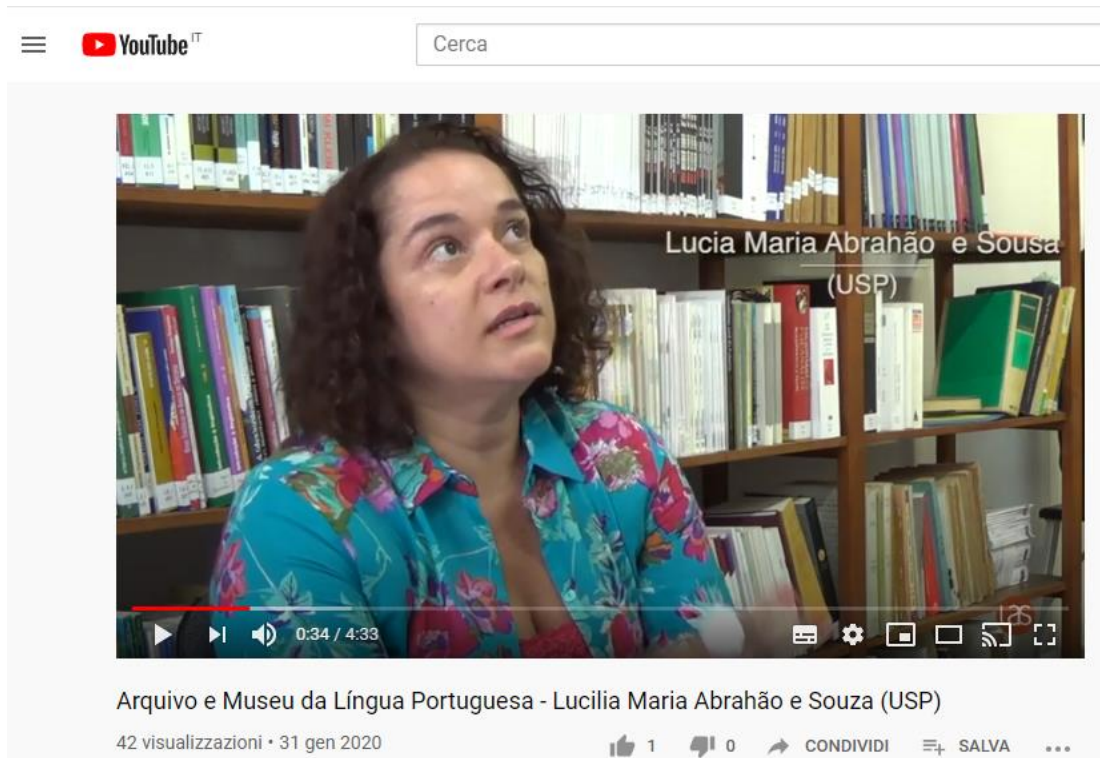 YouTube IT
Cerca
Lucia Maria Abrahão e Sousa
(USP)
0:34 / 4:33
Arquivo e Museu da Língua Portuguesa - Lucilia Maria Abrahão e Souza (USP)
42 visualizzazioni • 31 gen 2020
1 0 CONDIVIDI SALVA